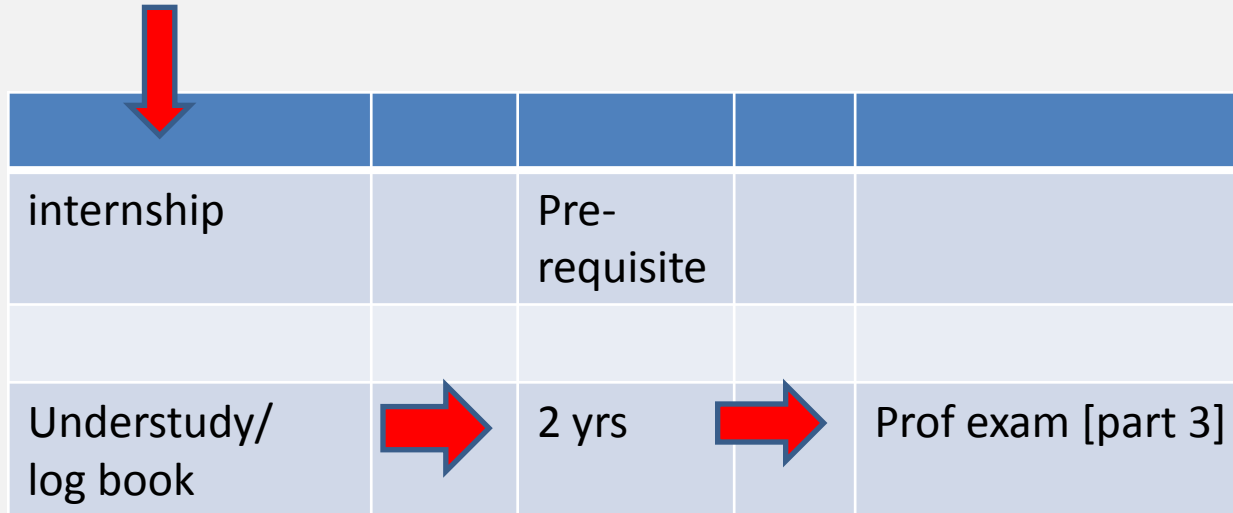 internship
Pre-
requisite
Understudy/
log book
2 yrs
Prof exam [part 3]